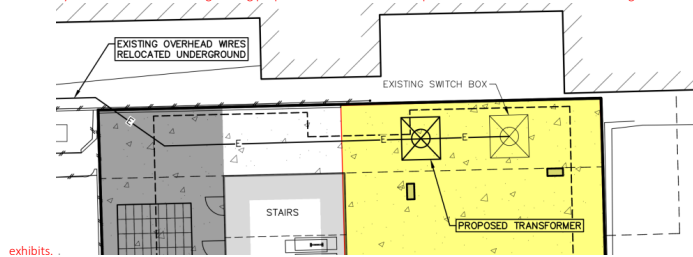 EXISTING OVERHEAD WIRES
RELOCATED UNDERGROUND
EXISTING SWITCH BOX
E
E
E
E
STAIRS
PROPOSED TRANSFORMER
exhibits.